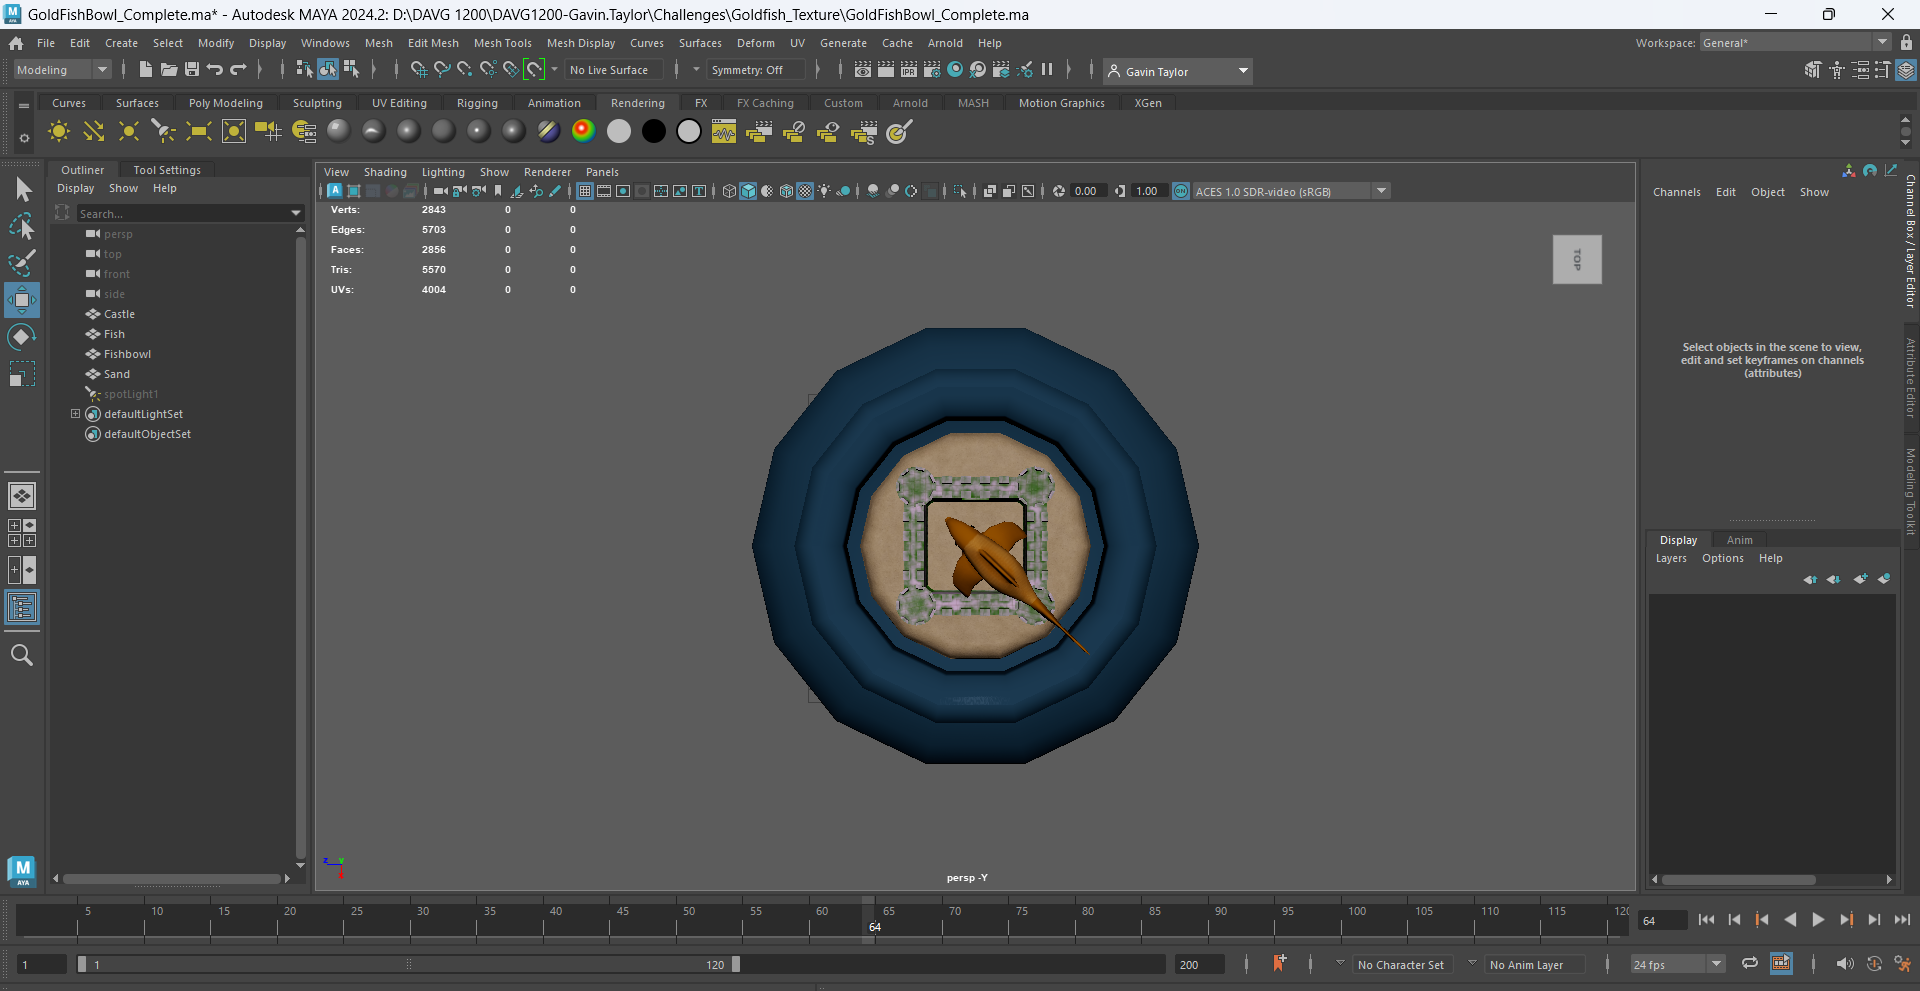 GoldFishBowl_Complete.ma* - Autodesk MAYA 2024.2: D:\DAVG 1200\DAVG1200-Gavin.Taylor\Challenges\Goldfish_Texture\GoldFishBowl_Complete.ma
File Edit Create Select Modify Display Windows Mesh Edit Mesh Mesh Tools Mesh Display Curves Surfaces Deform UV Generate Cache Arnold Help Workspace: General*
Modeling No Live Surface Symmetry: Off IPR Gavin Taylor
Curves Surfaces Poly Modeling Sculpting UV Editing Rigging Animation Rendering FX FX Caching Custom Arnold MASH Motion Graphics XGen
Outliner Tool Settings
Display Show Help
Search...
persp
top
front
side
Castle
Fish
Fishbowl
Sand
spotLight1
defaultLightSet
defaultObjectSet
View Shading Lighting Show Renderer Panels
0.00 1.00 ON ACES 1.0 SDR-video (sRGB)
Verts: 2843 0 0
Edges: 5703 0 0
Faces: 2856 0 0
Tris: 5570 0 0
UVs: 4004 0 0
TOP
z y
x
persp -Y
Channels Edit Object Show
Select objects in the scene to view,
edit and set keyframes on channels
(attributes)
Channel Box / Layer Editor
Attribute Editor
Modeling Toolkit
Display Anim
Layers Options Help
M
AYA
5 10 15 20 25 30 35 40 45 50 55 60 65 70 75 80 85 90 95 100 105 110 115 120
64
64
1 1 120 200 No Character Set No Anim Layer 24 fps